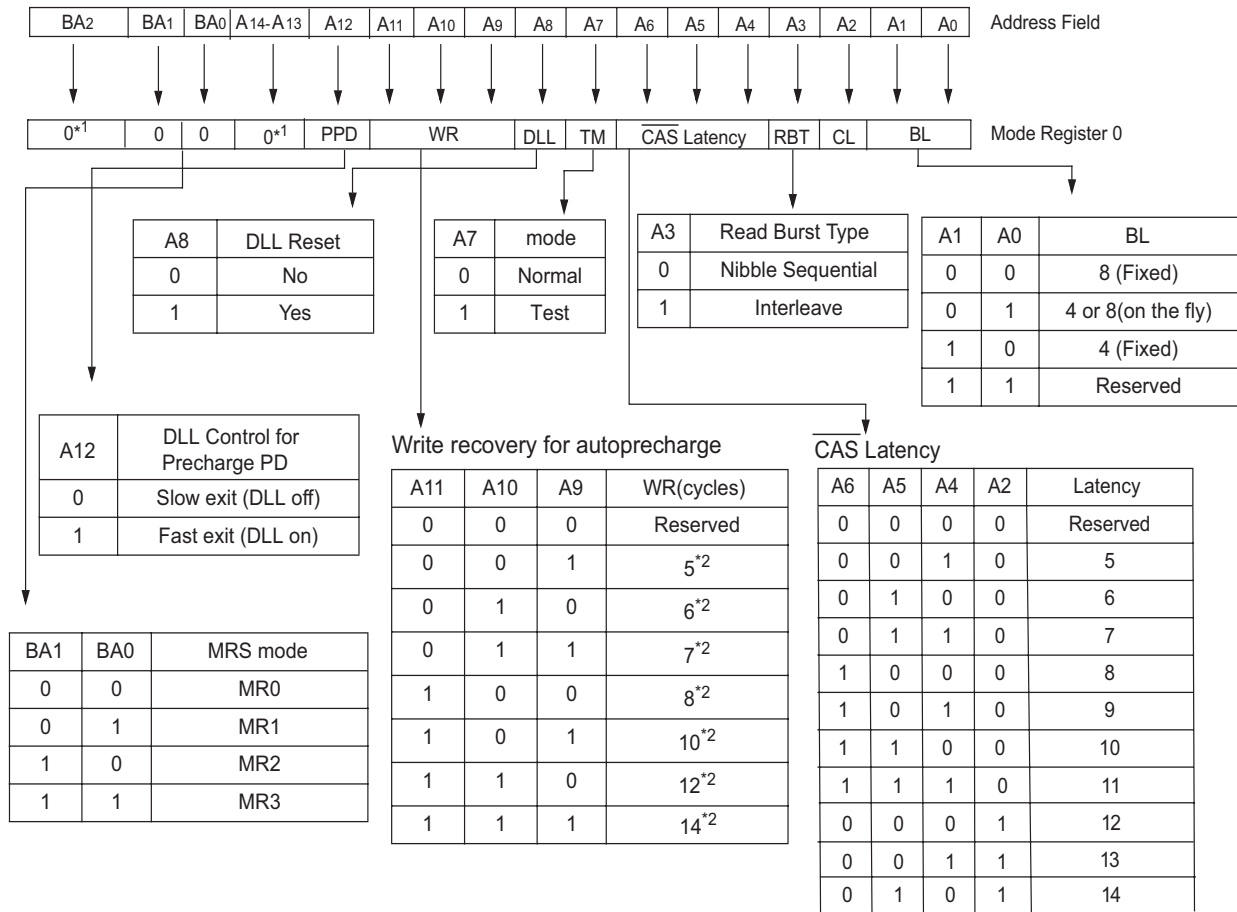 BA2 BA1 BA0 A14-A13 A12 A11 A10 A9 A8 A7 A6 A5 A4 A3 A2 A1 A0 Address Field
0*1 0 0 0*1 PPD WR DLL TM CAS Latency RBT CL BL Mode Register 0
A8 DLL Reset
0 No
1 Yes
A7 mode
0 Normal
1 Test
A3 Read Burst Type
0 Nibble Sequential
1 Interleave
A1 A0 BL
0 0 8 (Fixed)
0 1 4 or 8(on the fly)
1 0 4 (Fixed)
1 1 Reserved
A12 DLL Control for
Precharge PD
0 Slow exit (DLL off)
1 Fast exit (DLL on)
Write recovery for autoprecharge
A11 A10 A9 WR(cycles)
0 0 0 Reserved
0 0 1 5*2
0 1 0 6*2
0 1 1 7*2
1 0 0 8*2
1 0 1 10*2
1 1 0 12*2
1 1 1 14*2
CAS Latency
A6 A5 A4 A2 Latency
0 0 0 0 Reserved
0 0 1 0 5
0 1 0 0 6
0 1 1 0 7
1 0 0 0 8
1 0 1 0 9
1 1 0 0 10
1 1 1 0 11
0 0 0 1 12
0 0 1 1 13
0 1 0 1 14
BA1 BA0 MRS mode
0 0 MR0
0 1 MR1
1 0 MR2
1 1 MR3